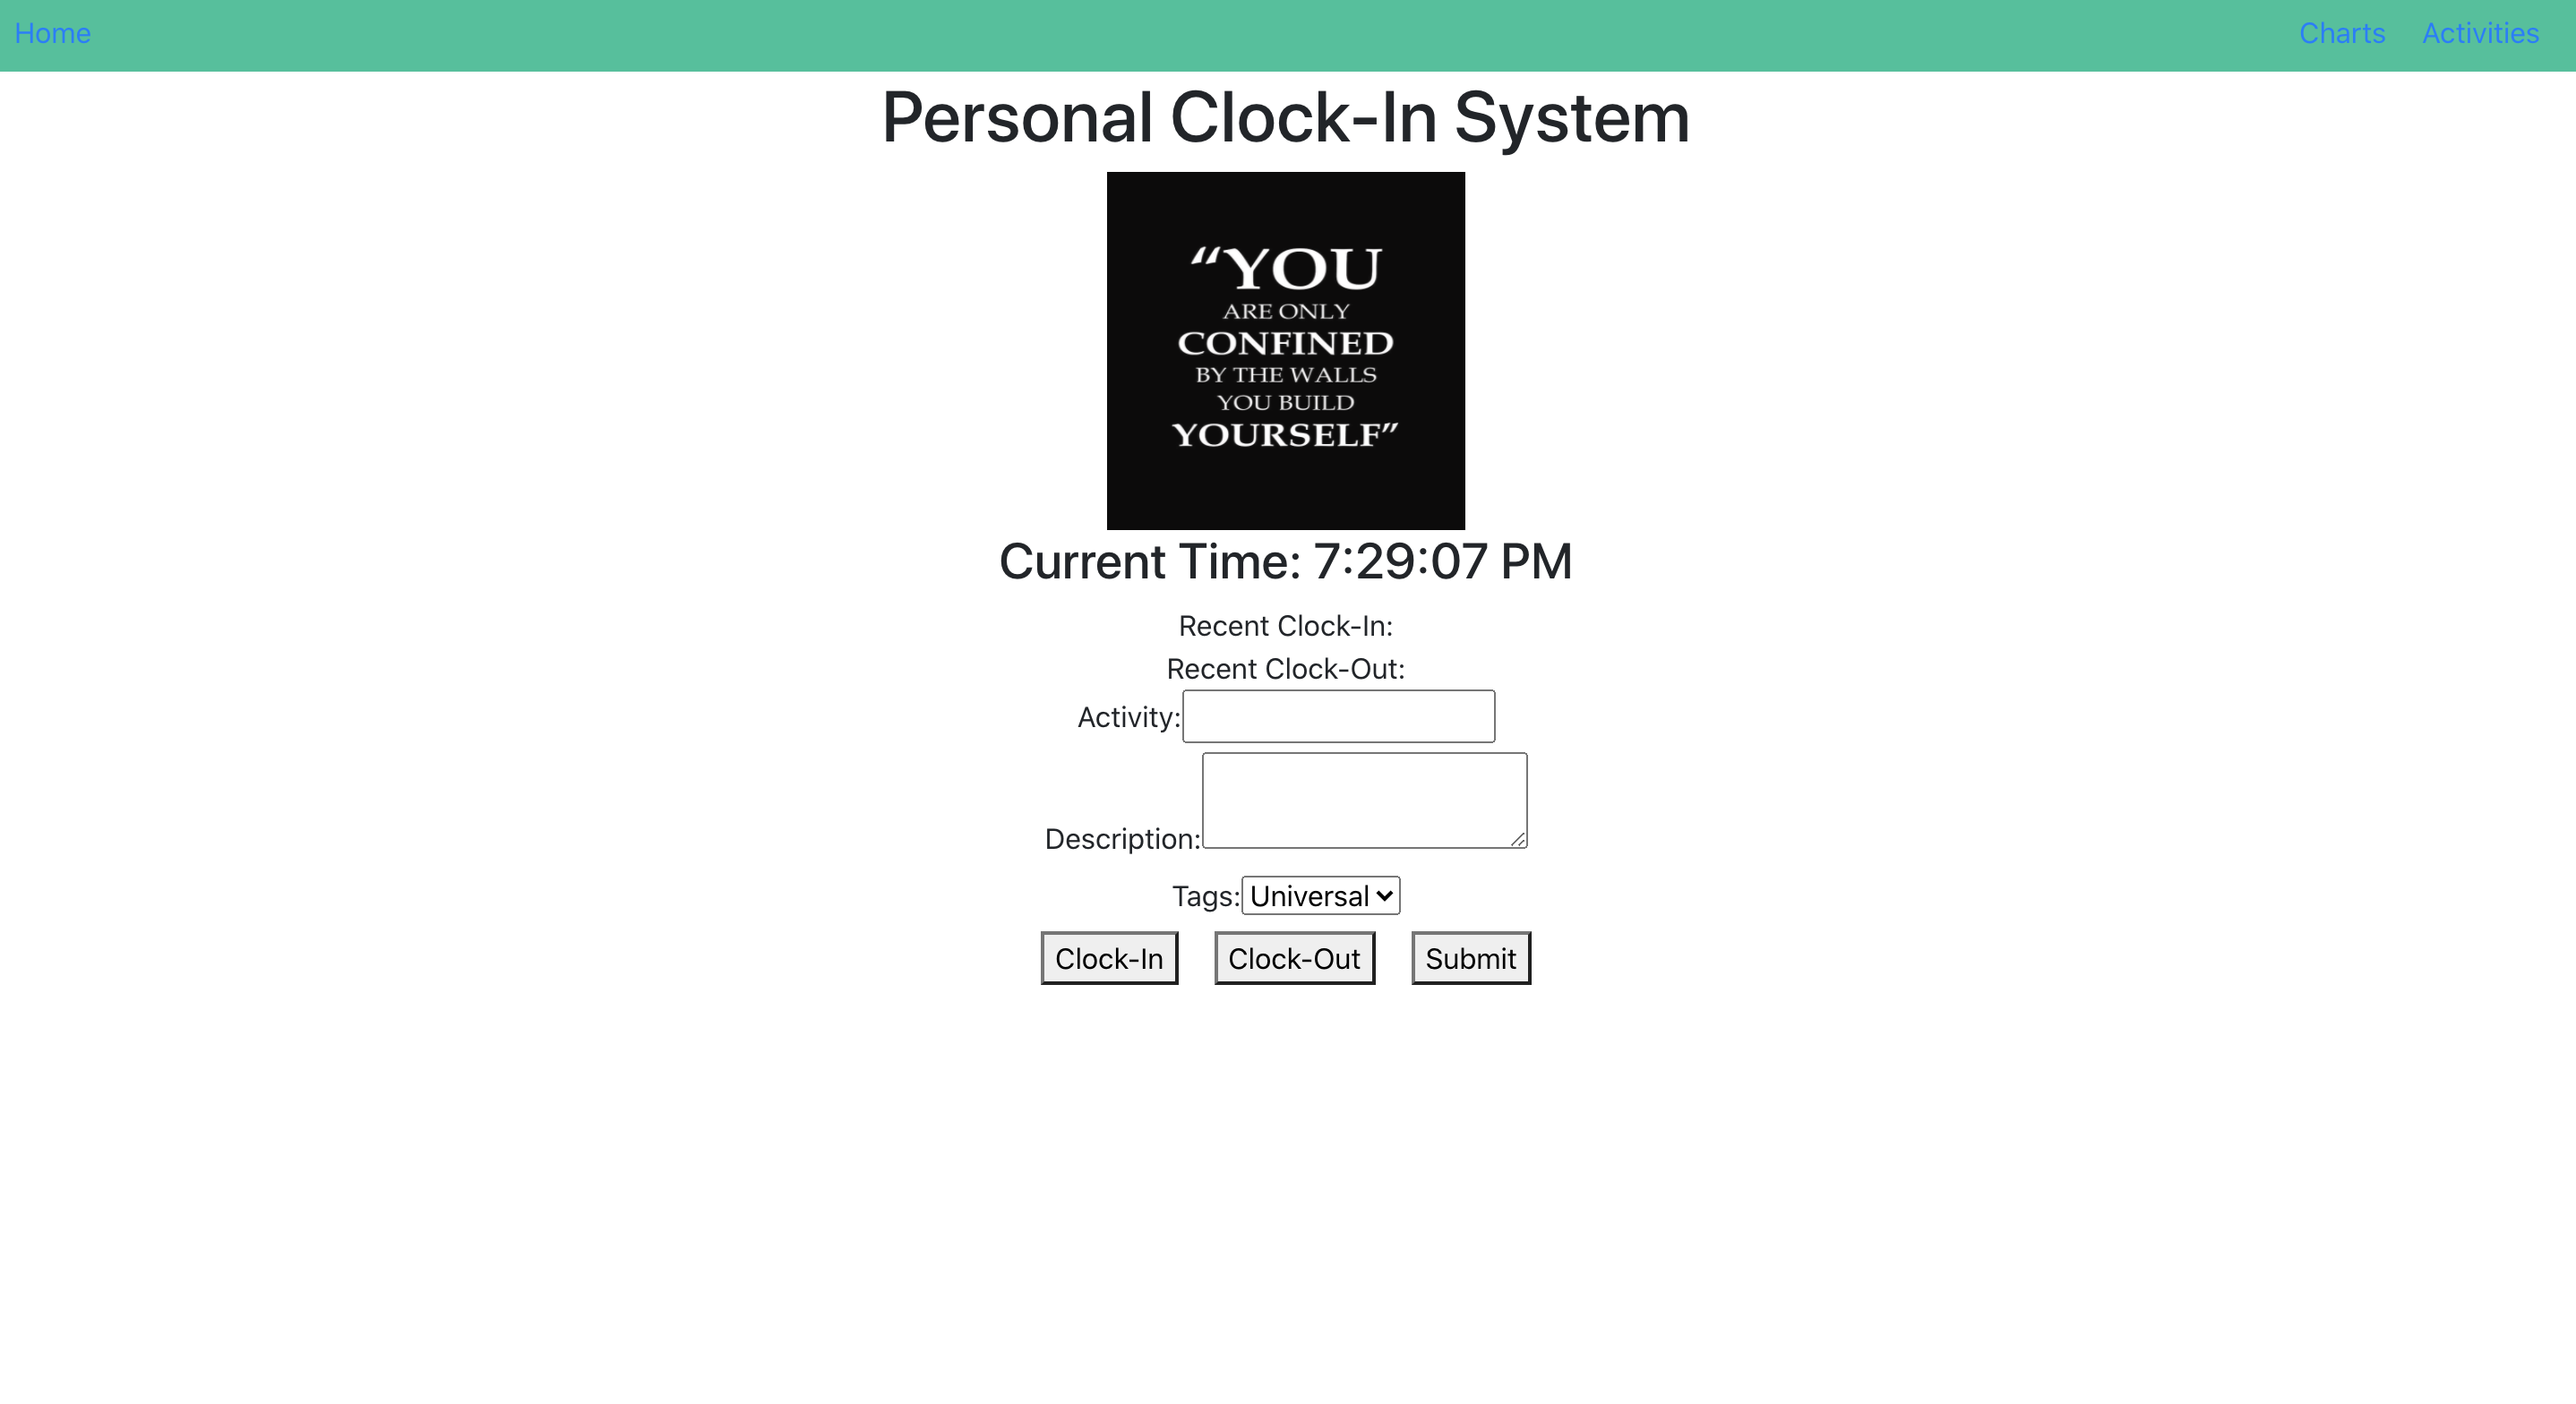 Home Charts Activities
Personal Clock-In System
“YOU
ARE ONLY
CONFINED
BY THE WALLS
YOU BUILD
YOURSELF”
Current Time: 7:29:07 PM
Recent Clock-In:
Recent Clock-Out:
Activity:
Description:
Tags: Universal
Clock-In Clock-Out Submit